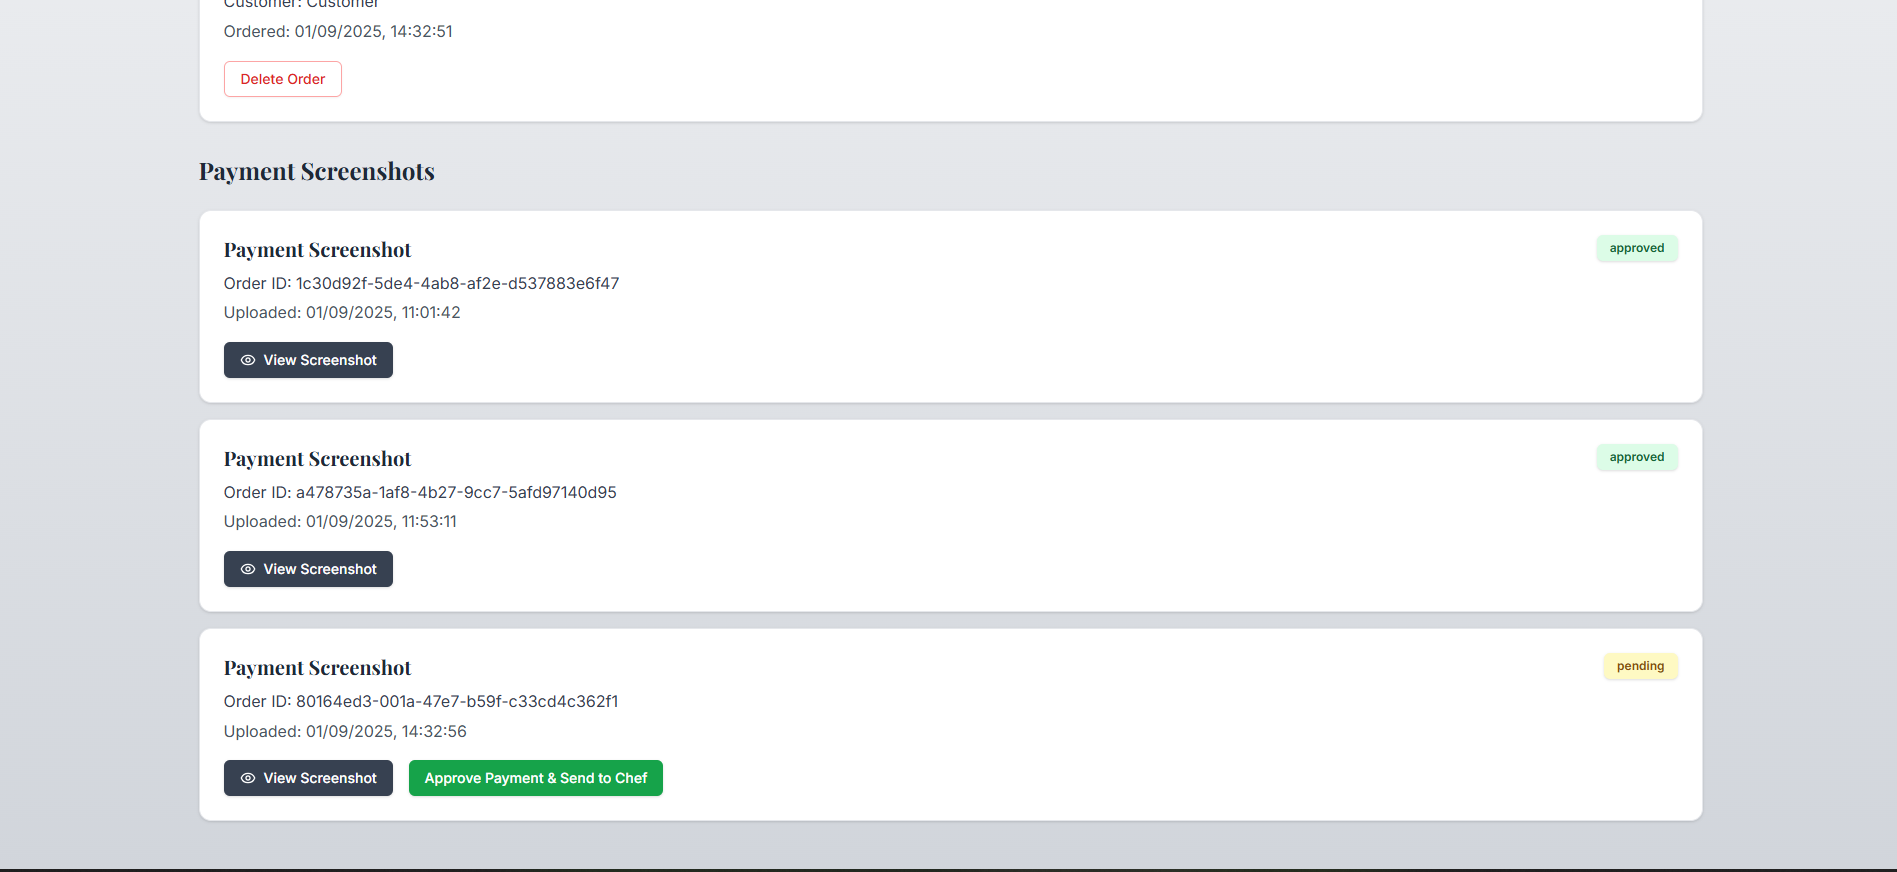 Customer: Customer
Ordered: 01/09/2025, 14:32:51
Delete Order
Payment Screenshots
Payment Screenshot
approved
Order ID: 1c30d92f-5de4-4ab8-af2e-d537883e6f47
Uploaded: 01/09/2025, 11:01:42
View Screenshot
Payment Screenshot
approved
Order ID: a478735a-1af8-4b27-9cc7-5afd97140d95
Uploaded: 01/09/2025, 11:53:11
View Screenshot
Payment Screenshot
pending
Order ID: 80164ed3-001a-47e7-b59f-c33cd4c362f1
Uploaded: 01/09/2025, 14:32:56
View Screenshot
Approve Payment & Send to Chef